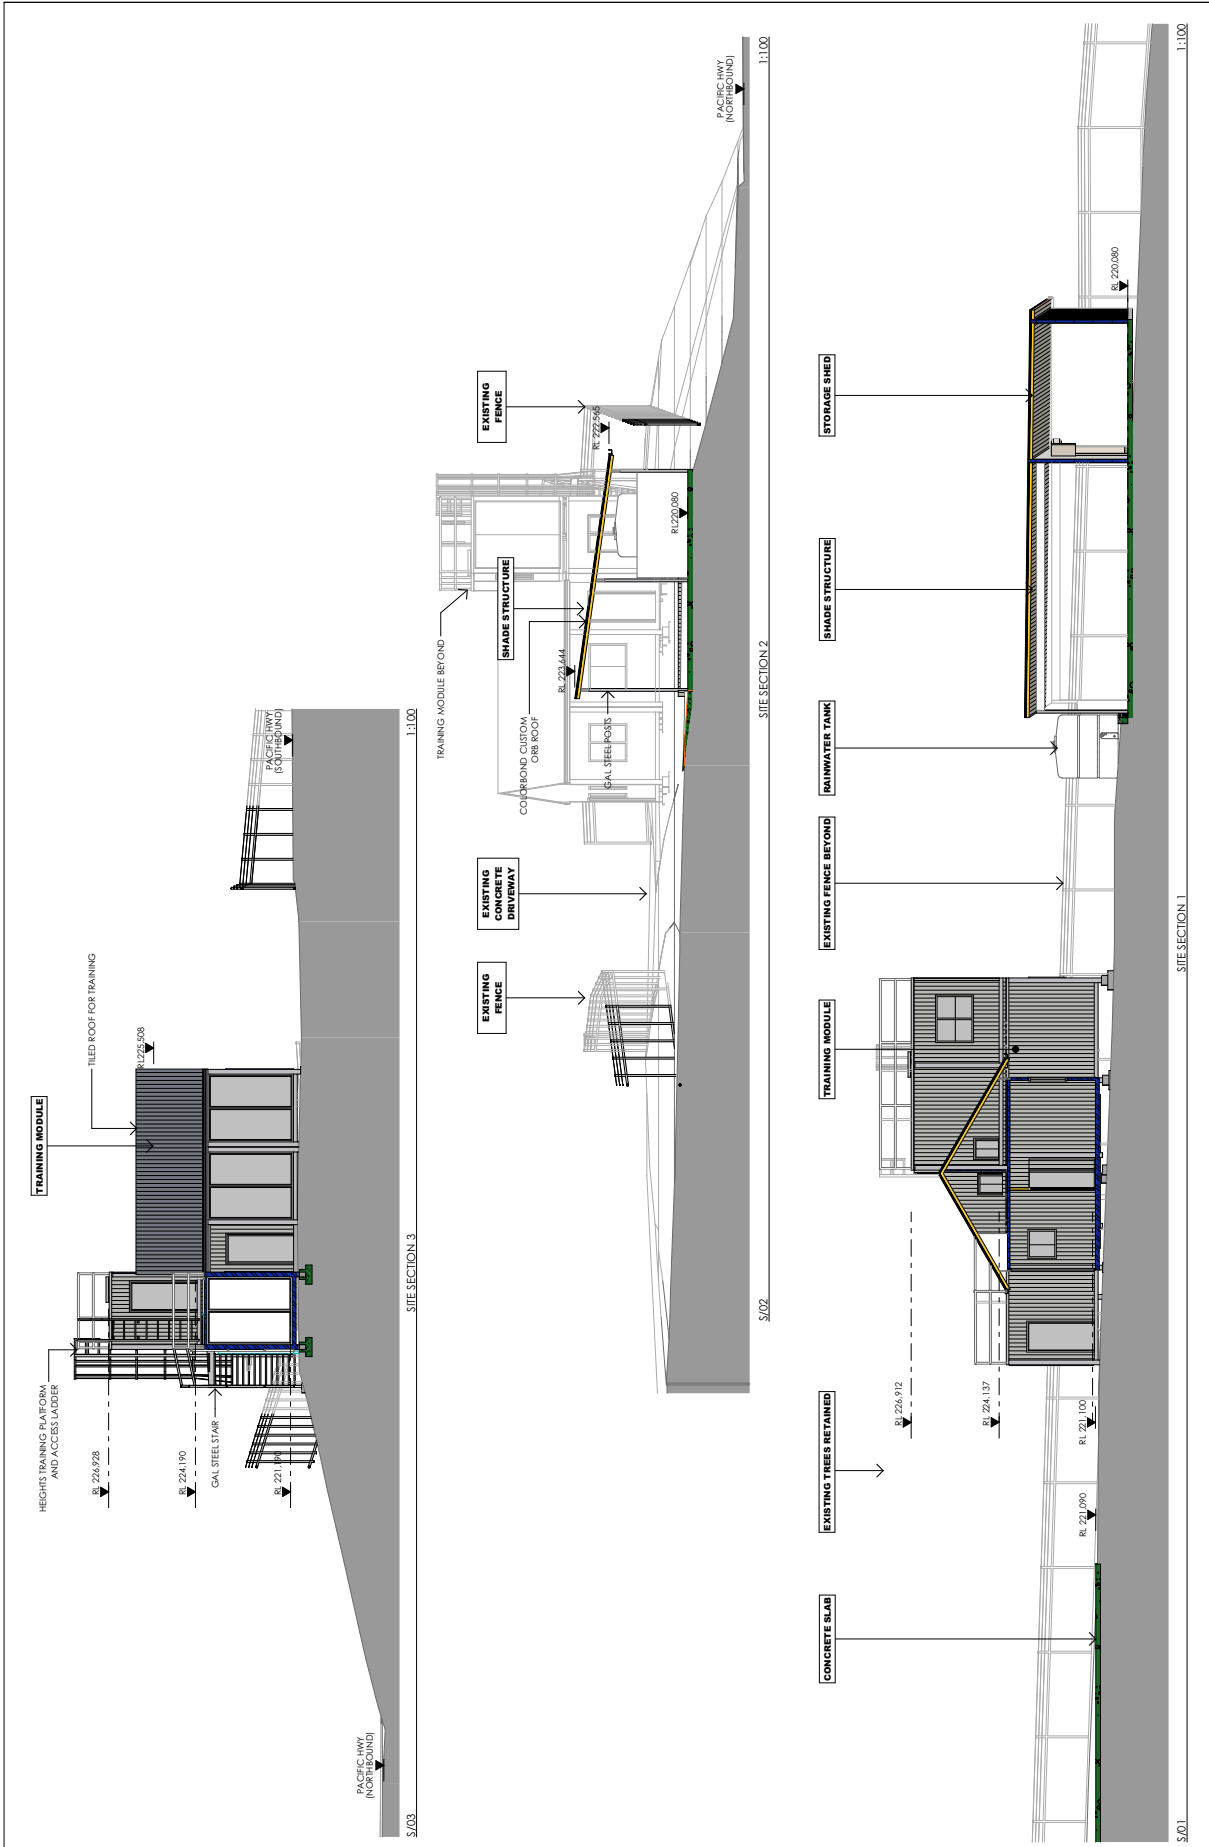 TRAINING MODULE
TILED ROOF FOR TRAINING
HEIGHTS TRAINING PLATFORM
AND ACCESS LADDER
RL225,508
RL 226,928
RL 224,190
GAL STEEL STAIR
RL 221,190
PACIFIC HWY
(NORTHBOUND)
PACIFIC HWY
(SOUTHBOUND)
S/03
SITE SECTION 3
1:100
EXISTING
FENCE
EXISTING
CONCRETE
DRIVEWAY
TRAINING MODULE BEYOND
SHADE STRUCTURE
COLORBOND CUSTOM
ORB ROOF
RL 223,644
GAL STEEL POSTS
EXISTING
FENCE
RL 222,565
RL220,080
PACIFIC HWY
(NORTHBOUND)
S/02
SITE SECTION 2
1:100
CONCRETE SLAB
EXISTING TREES RETAINED
TRAINING MODULE
EXISTING FENCE BEYOND
RAINWATER TANK
SHADE STRUCTURE
STORAGE SHED
RL 226,912
RL 224,137
RL 221,100
RL 221,090
RL 220,080
S/01
SITE SECTION 1
1:100